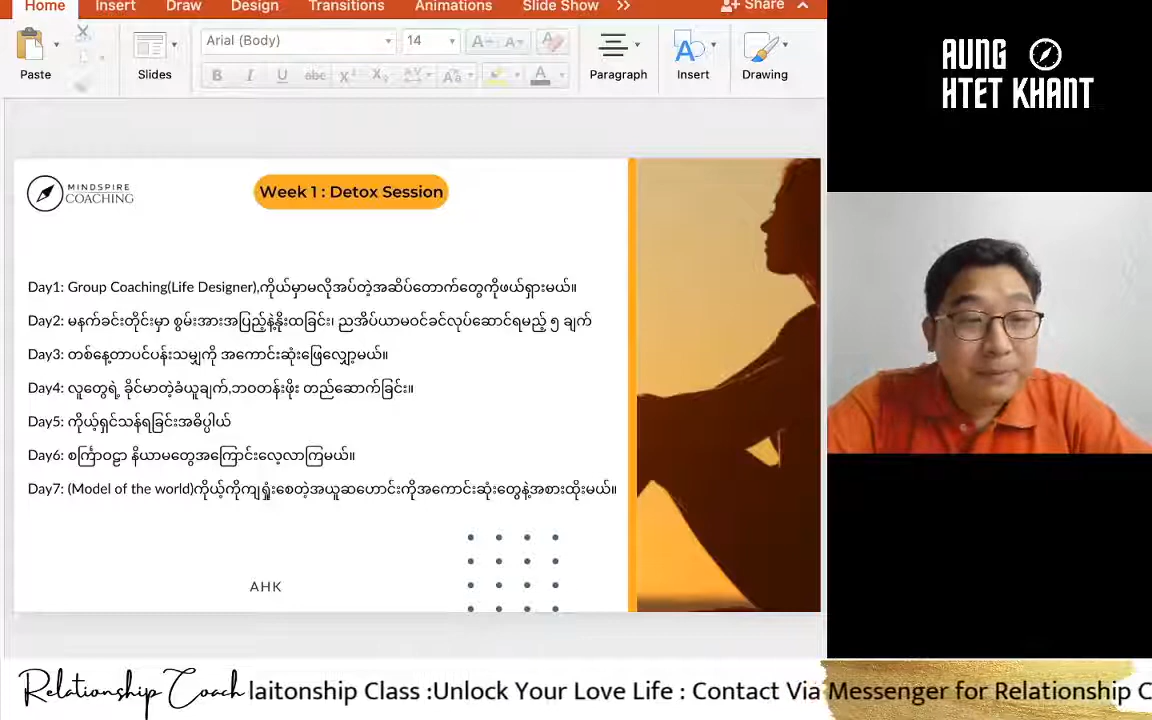 Home Insert Draw Design Transitions Animations Slide Show Share
Arial (Body) 14
Paste Slides Paragraph Insert Drawing
AUNG
HTET KHANT
MINDSPIRE
COACHING
Week 1 : Detox Session
Day1: Group Coaching(Life Designer),ကိုယ်မှာမလိုအပ်တဲ့အဆိပ်တောက်တွေကိုဖယ်ရှားမယ်။
Day2: မနက်ခင်းတိုင်းမှာ စွမ်းအားအပြည့်နဲ့နိုးထခြင်း၊ ညအိပ်ယာမဝင်ခင်လုပ်ဆောင်ရမည့် ၅ ချက်
Day3: တစ်နေ့တာပင်ပန်းသမျှကို အကောင်းဆုံးဖြေလျှော့မယ်။
Day4: လူတွေရဲ့ ခိုင်မာတဲ့ခံယူချက်,ဘဝတန်းဖိုး တည်ဆောက်ခြင်း။
Day5: ကိုယ့်ရှင်သန်ရခြင်းအဓိပ္ပါယ်
Day6: စင်္ကြာဝဠာ နိယာမတွေအကြောင်းလေ့လာကြမယ်။
Day7: (Model of the world)ကိုယ့်ကိုကျရှုံးစေတဲ့အယူဆဟောင်းကိုအကောင်းဆုံးတွေနဲ့အစားထိုးမယ်။
AHK
Relationship Coach laitonship Class :Unlock Your Love Life : Contact Via Messenger for Relationship C